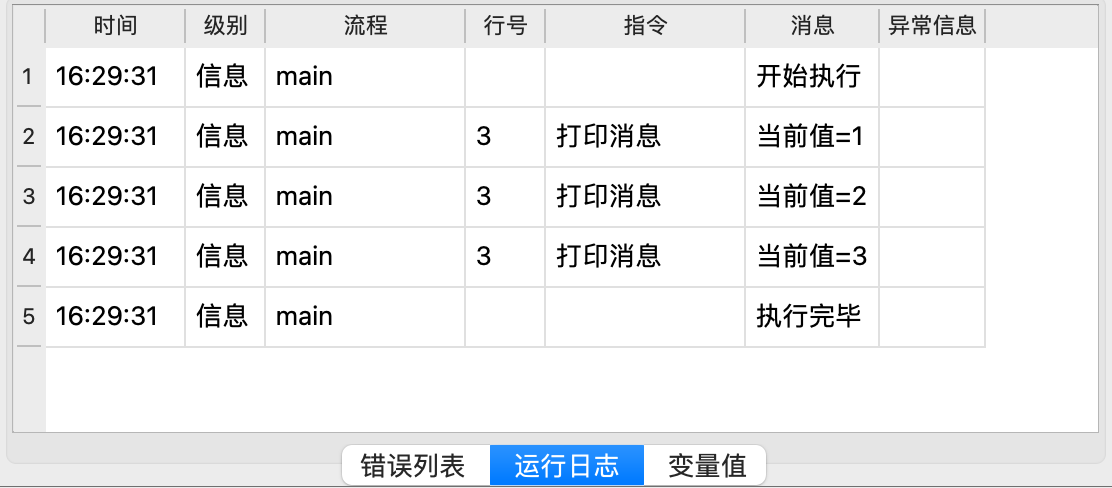 时间 级别 流程 行号 指令 消息 异常信息
1 16:29:31 信息 main 开始执行
2 16:29:31 信息 main 3 打印消息 当前值=1
3 16:29:31 信息 main 3 打印消息 当前值=2
4 16:29:31 信息 main 3 打印消息 当前值=3
5 16:29:31 信息 main 执行完毕
错误列表 运行日志 变量值